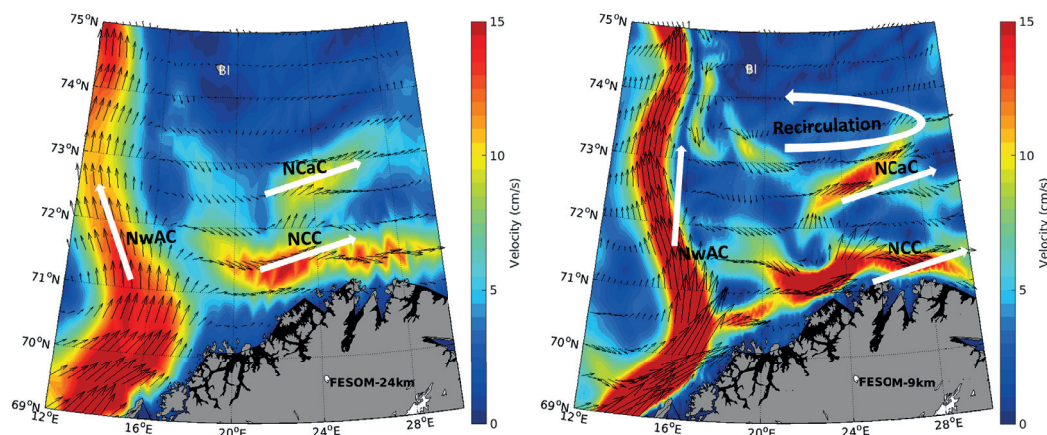 75°N
74°N
73°N
72°N
71°N
70°N
69°N
12°E
16°E
20°E
24°E
28°E
BI
NCaC
NwAC
NCC
FESOM-24km
15
10
5
0
Velocity (cm/s)
75°N
74°N
73°N
72°N
71°N
70°N
69°N
12°E
16°E
20°E
24°E
28°E
BI
Recirculation
NCaC
NwAC
NCC
FESOM-9km
15
10
5
0
Velocity (cm/s)